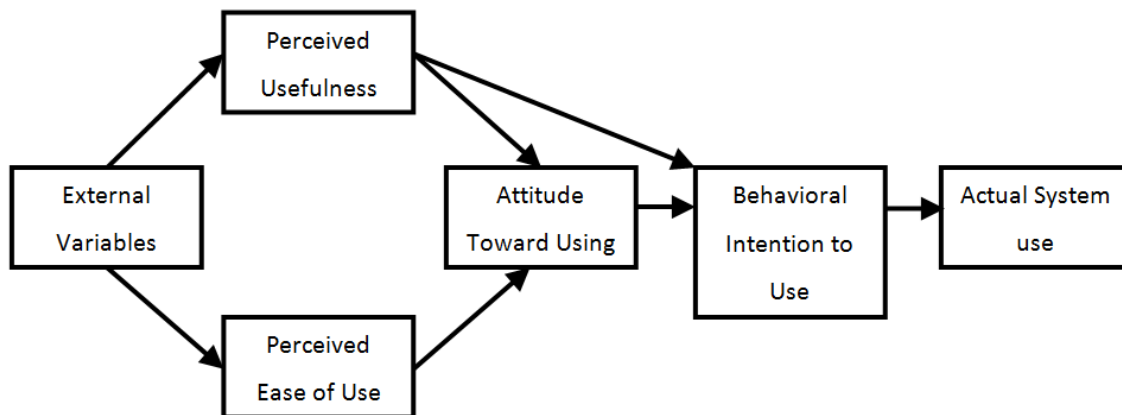 Perceived
Usefulness
External
Variables
Attitude
Toward Using
Behavioral
Intention to
Use
Actual System
use
Perceived
Ease of Use